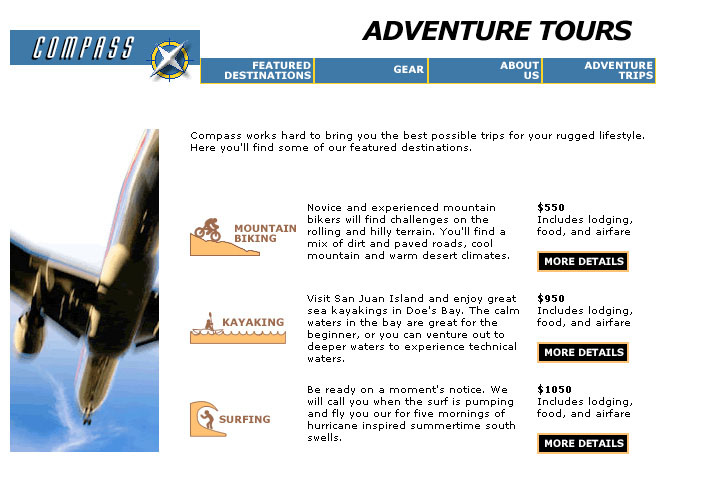 ADVENTURE TOURS
COMPASS
FEATURED
DESTINATIONS
GEAR
ABOUT
US
ADVENTURE
TRIPS
Compass works hard to bring you the best possible trips for your rugged lifestyle.
Here you'll find some of our featured destinations.
MOUNTAIN
BIKING
Novice and experienced mountain
bikers will find challenges on the
rolling and hilly terrain. You'll find a
mix of dirt and paved roads, cool
mountain and warm desert climates.
$550
Includes lodging,
food, and airfare
MORE DETAILS
KAYAKING
Visit San Juan Island and enjoy great
sea kayakings in Doe's Bay. The calm
waters in the bay are great for the
beginner, or you can venture out to
deeper waters to experience technical
waters.
$950
Includes lodging,
food, and airfare
MORE DETAILS
SURFING
Be ready on a moment's notice. We
will call you when the surf is pumping
and fly you our for five mornings of
hurricane inspired summertime south
swells.
$1050
Includes lodging,
food, and airfare
MORE DETAILS